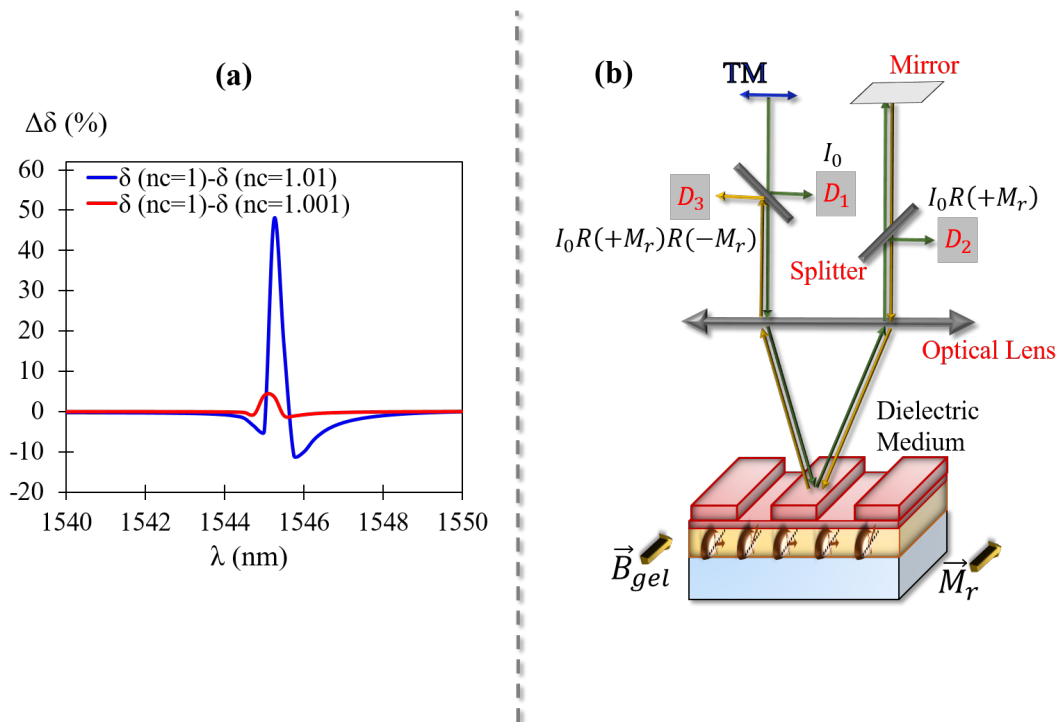 (a)
Δδ (%)
60
50
40
30
20
10
0
-10
-20
δ (nc=1)-δ (nc=1.01)
δ (nc=1)-δ (nc=1.001)
1540 1542 1544 1546 1548 1550
λ (nm)
(b)
TM
Mirror
I₀
D₃
D₁
I₀R(+Mᵣ)
I₀R(+Mᵣ)R(−Mᵣ)
D₂
Splitter
Optical Lens
Dielectric
Medium
B⃗gel
M⃗ᵣ